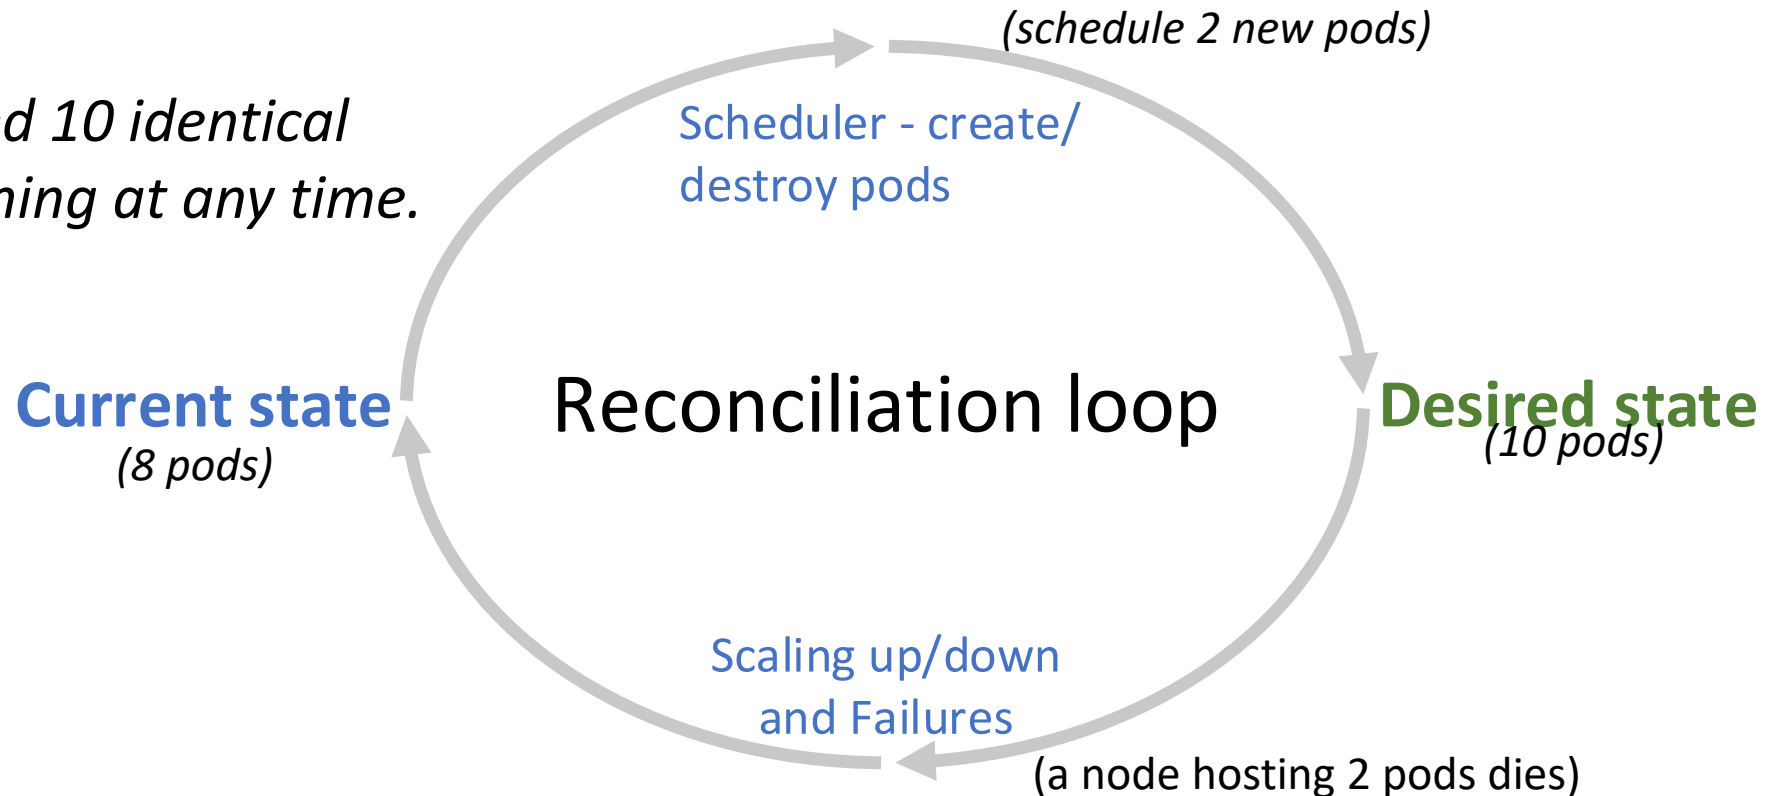 (schedule 2 new pods)
10 identical
at any time.
Scheduler - create/
destroy pods
Current state
(8 pods)
Reconciliation loop
Desired state
(10 pods)
Scaling up/down
and Failures
(a node hosting 2 pods dies)